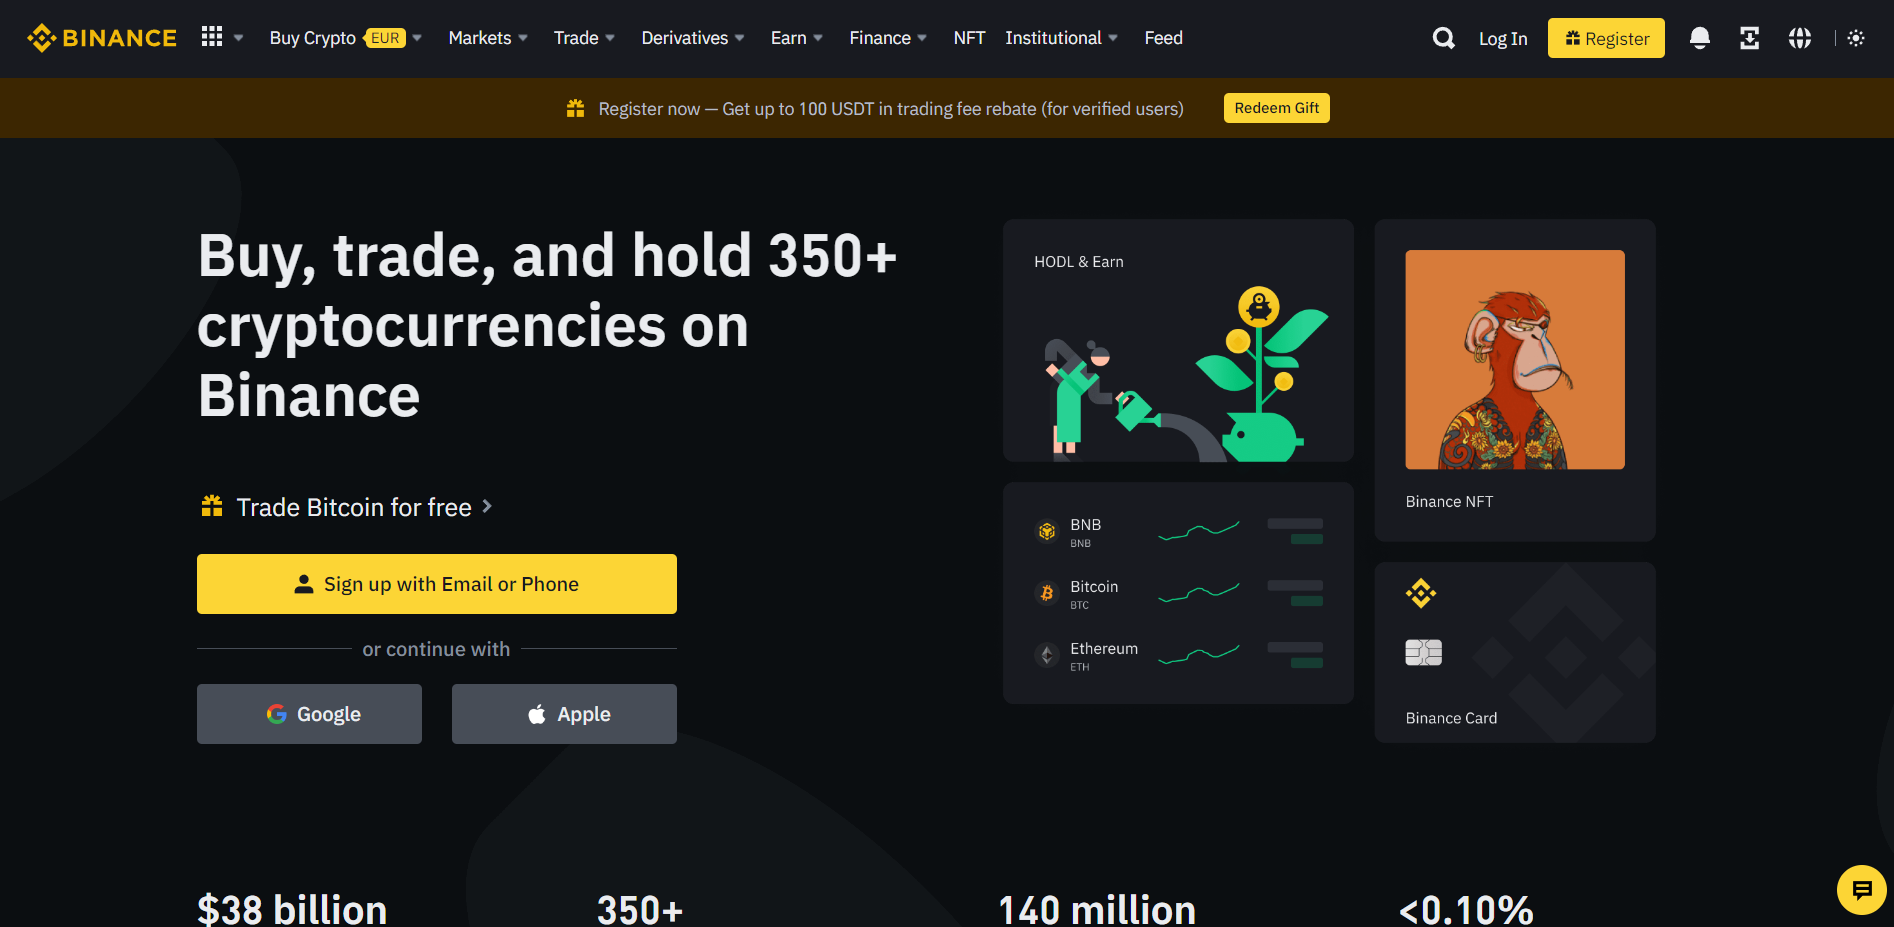 BINANCE
Buy Crypto EUR Markets Trade Derivatives Earn Finance NFT Institutional Feed
Log In Register
Register now — Get up to 100 USDT in trading fee rebate (for verified users) Redeem Gift
Buy, trade, and hold 350+
cryptocurrencies on
Binance
Trade Bitcoin for free
Sign up with Email or Phone
or continue with
Google Apple
HODL & Earn
BNB
BNB
Bitcoin
BTC
Ethereum
ETH
Binance NFT
Binance Card
$38 billion 350+ 140 million <0.10%